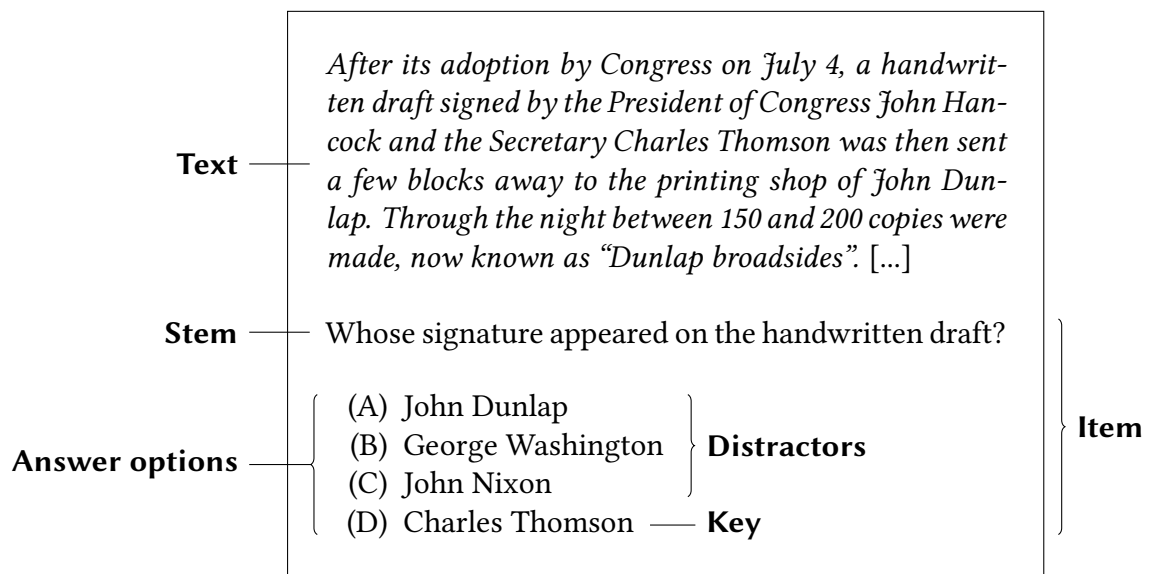 After its adoption by Congress on July 4, a handwrit-
ten draft signed by the President of Congress John Han-
cock and the Secretary Charles Thomson was then sent
Text
a few blocks away to the printing shop of John Dun-
lap. Through the night between 150 and 200 copies were
made, now known as “Dunlap broadsides”. [...]
Stem
Whose signature appeared on the handwritten draft?
Answer options
(A) John Dunlap
(B) George Washington
(C) John Nixon
(D) Charles Thomson
Distractors
Key
Item